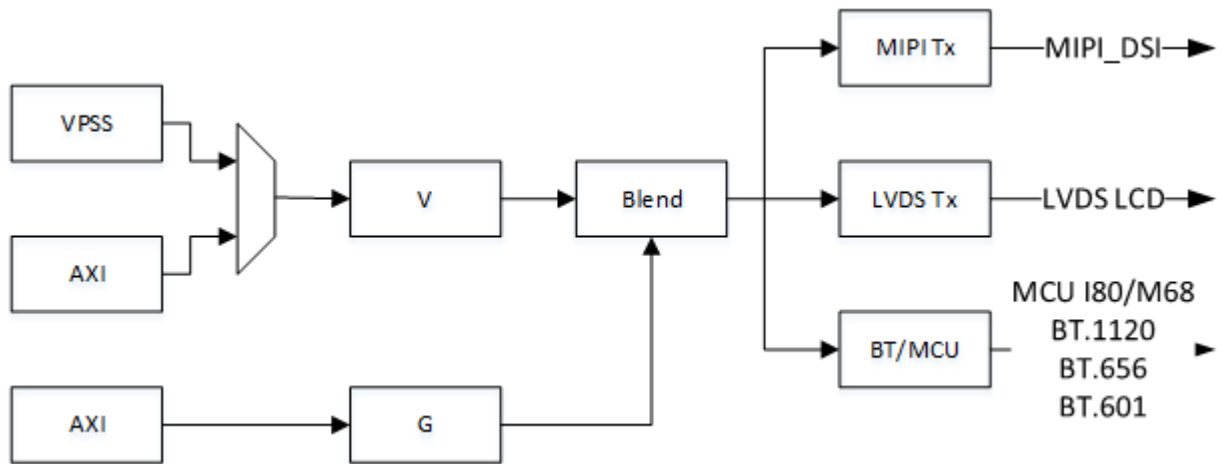 MIPI Tx
MIPI_DSI
VPSS
V
Blend
LVDS Tx
LVDS LCD
AXI
MCU I80/M68
BT.1120
BT.656
BT.601
BT/MCU
AXI
G